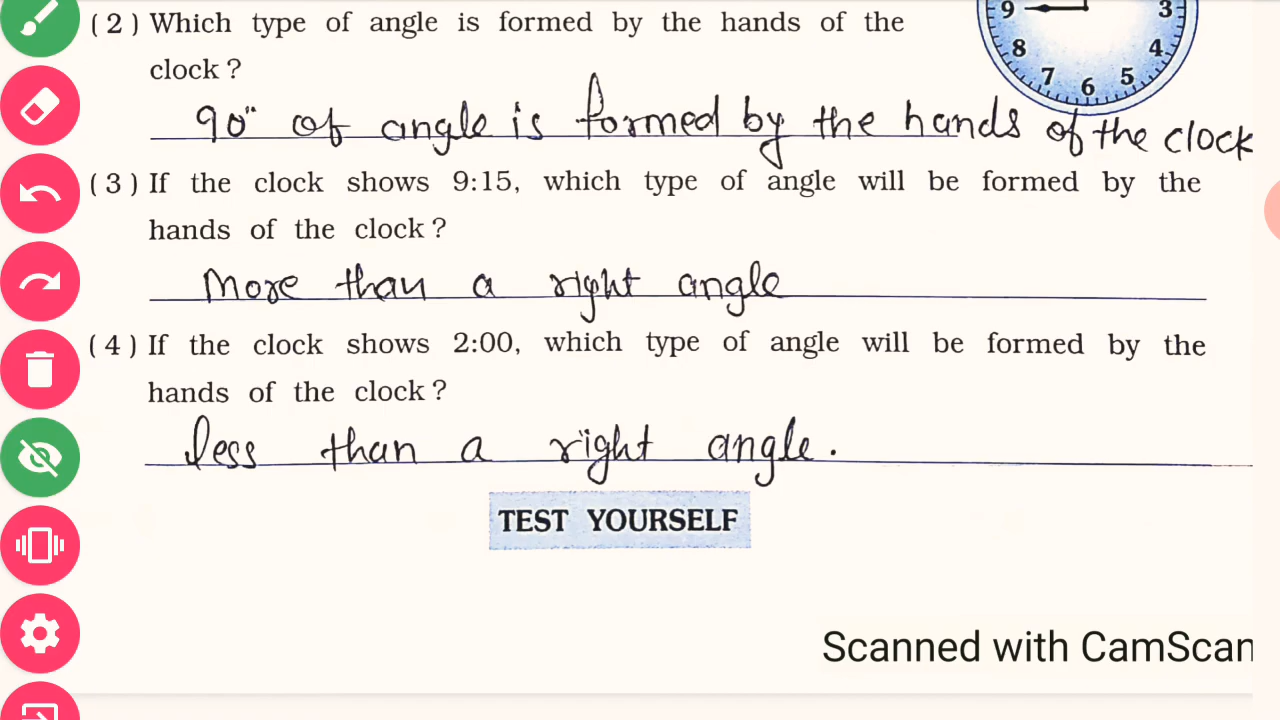 (2) Which type of angle is formed by the hands of the
clock?
90° of angle is formed by the hands of the clock
(3) If the clock shows 9:15, which type of angle will be formed by the
hands of the clock?
More than a right angle
(4) If the clock shows 2:00, which type of angle will be formed by the
hands of the clock?
less than a right angle.
TEST YOURSELF
Scanned with CamScan
9 3
8 4
7 6 5